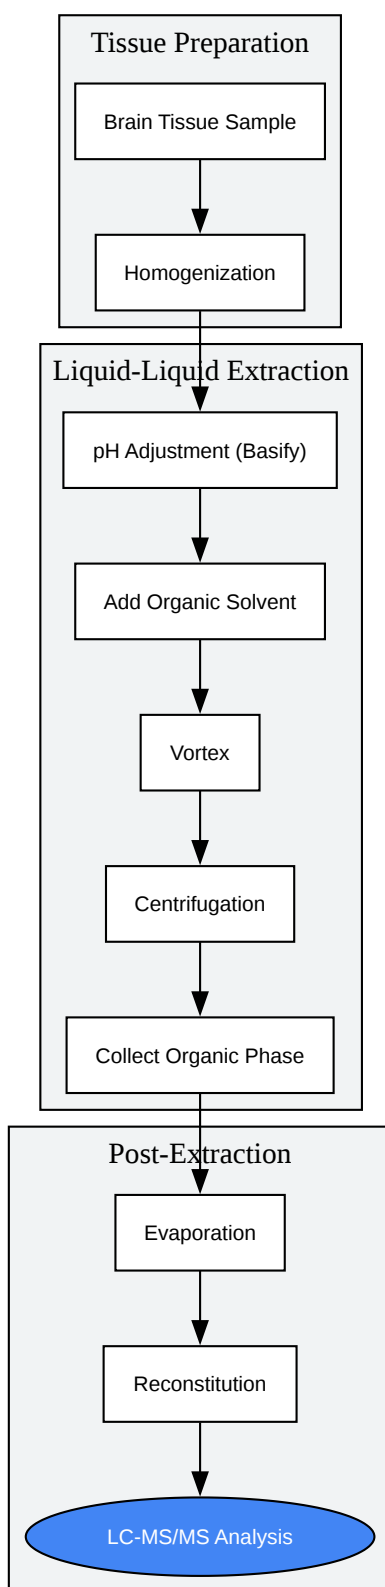 Tissue Preparation
Brain Tissue Sample
Homogenization
Liquid-Liquid Extraction
pH Adjustment (Basify)
Add Organic Solvent
Vortex
Centrifugation
Collect Organic Phase
Post-Extraction
Evaporation
Reconstitution
LC-MS/MS Analysis